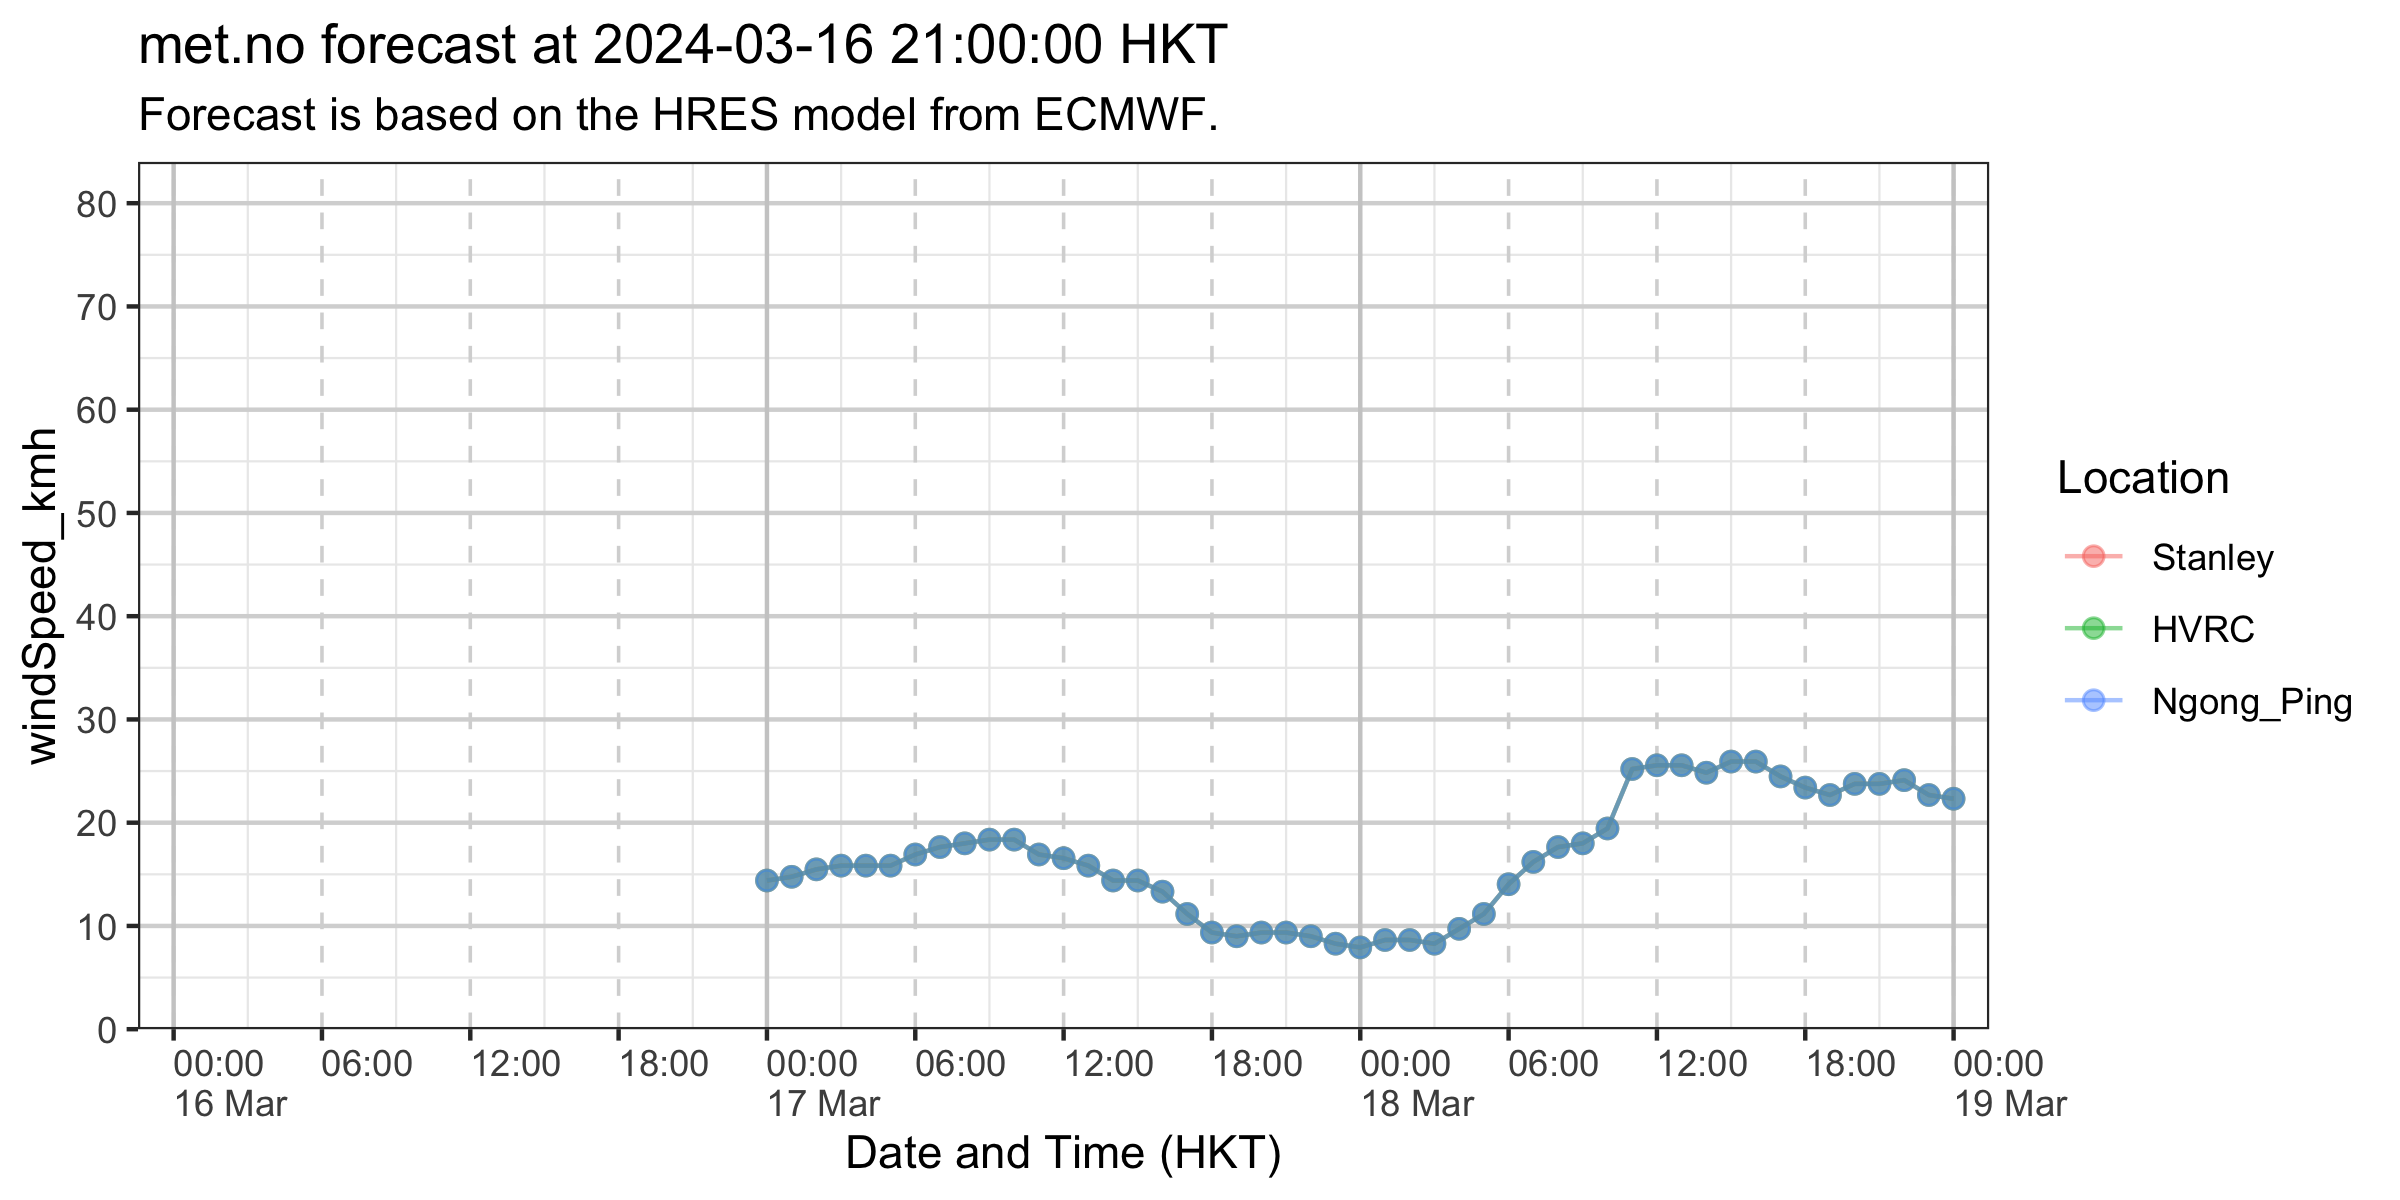 met.no forecast at 2024-03-16 21:00:00 HKT
Forecast is based on the HRES model from ECMWF.
windSpeed_kmh
80
70
60
50
40
30
20
10
0
00:00 06:00 12:00 18:00 00:00 06:00 12:00 18:00 00:00 06:00 12:00 18:00 00:00
16 Mar 17 Mar 18 Mar 19 Mar
Date and Time (HKT)
Location
Stanley
HVRC
Ngong_Ping